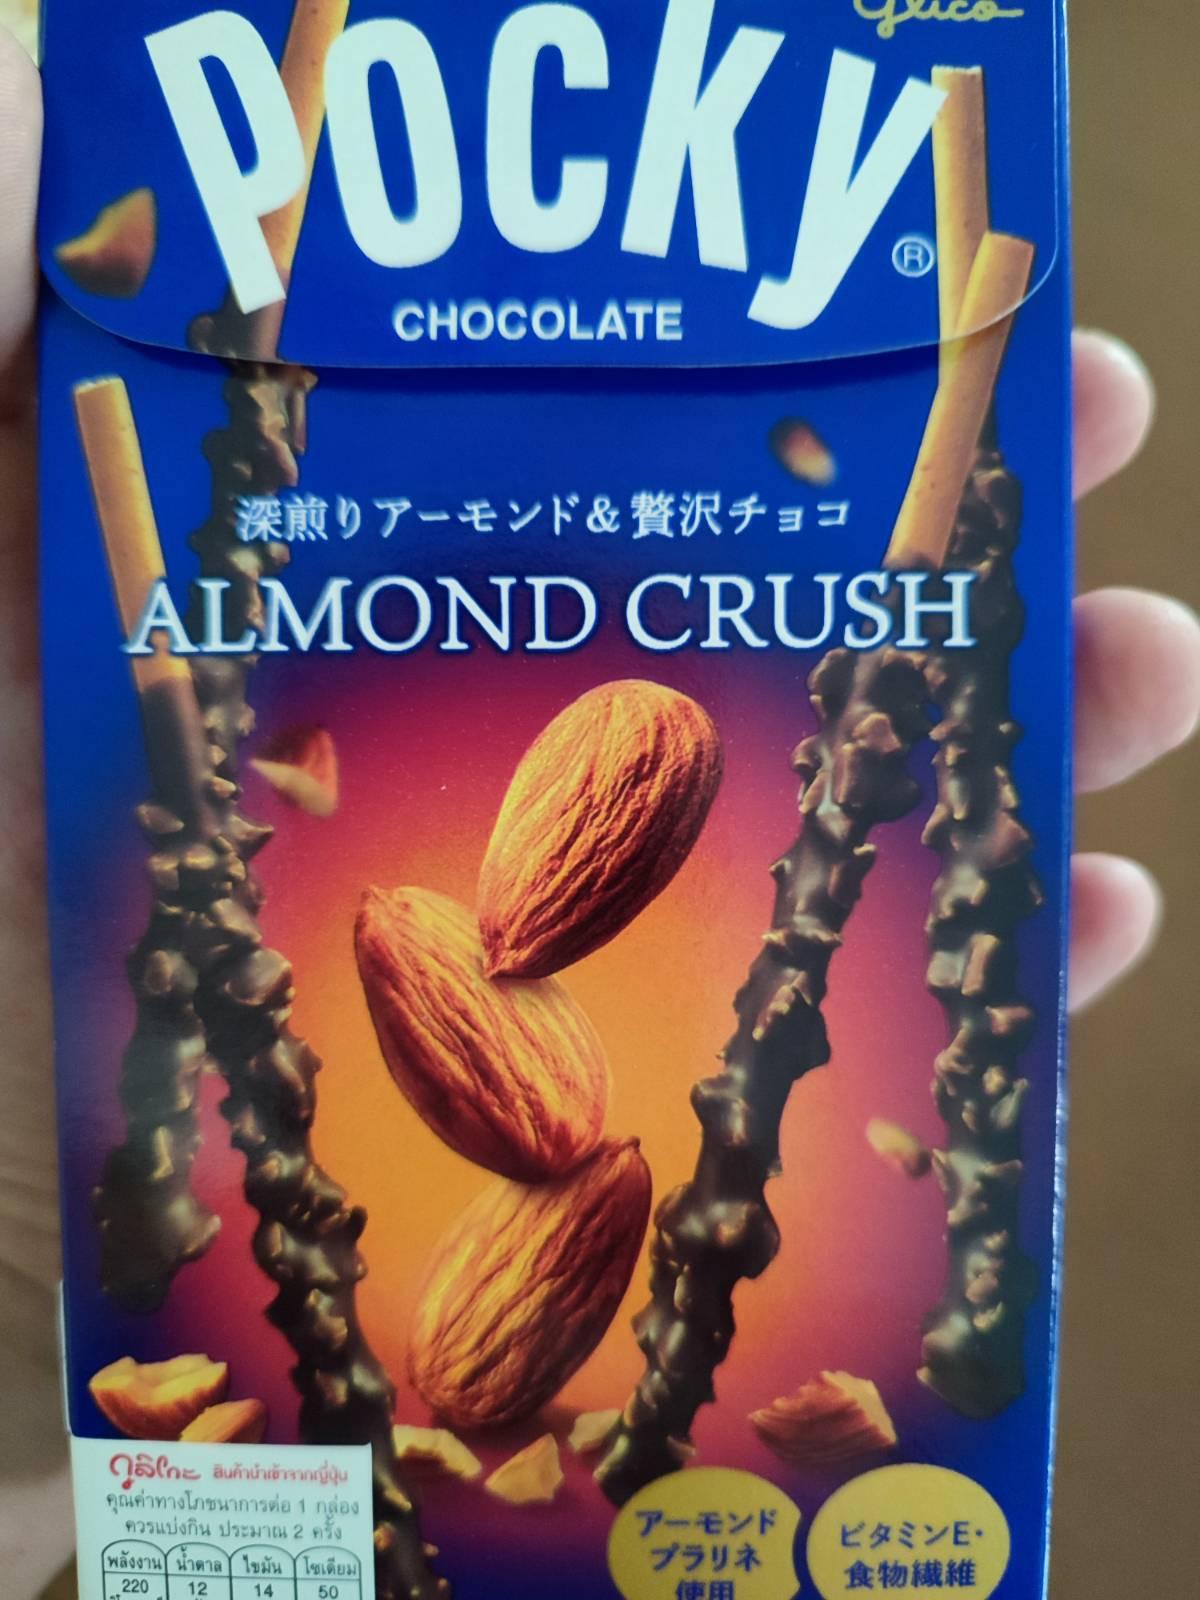 Glico
Pocky®
CHOCOLATE
深煎りアーモンド&贅沢チョコ
ALMOND CRUSH
กูลิโกะ สินค้านำเข้าจากญี่ปุ่น
คุณค่าทางโภชนาการต่อ 1 กล่อง
ควรแบ่งกิน ประมาณ 2 ครั้ง
พลังงาน น้ำตาล ไขมัน โซเดียม
220 12 14 50
アーモンド
プラリネ
使用
ビタミンE・
食物繊維